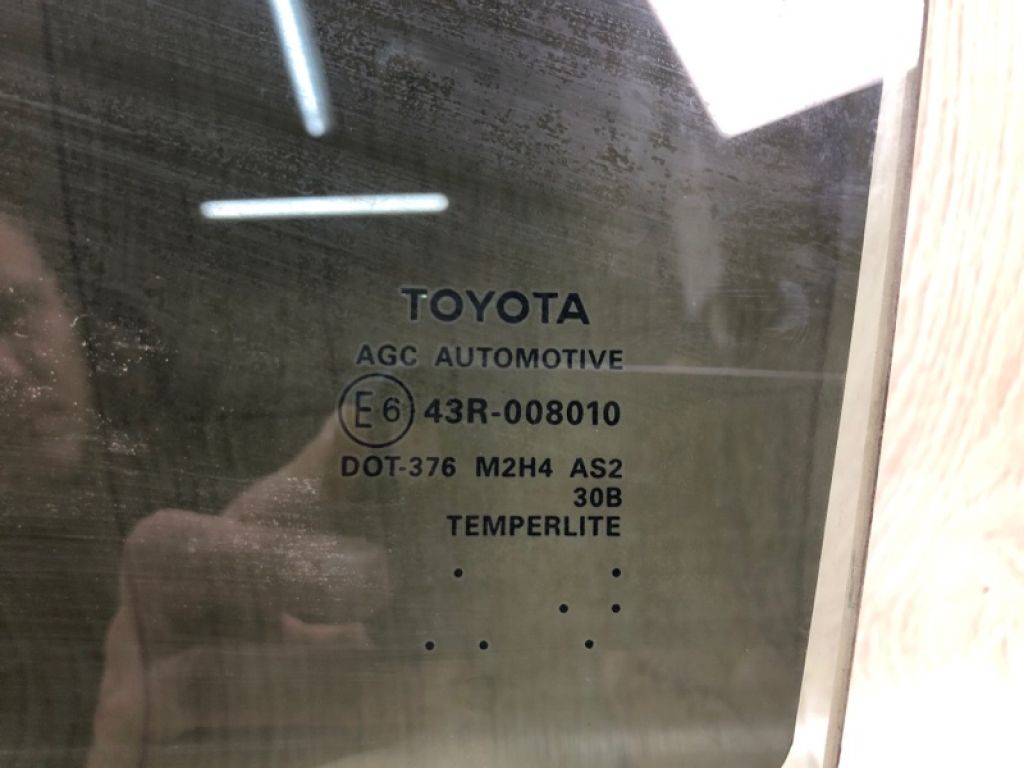 TOYOTA
AGC AUTOMOTIVE
E6 43R-008010
DOT-376 M2H4 AS2
30B
TEMPERLITE